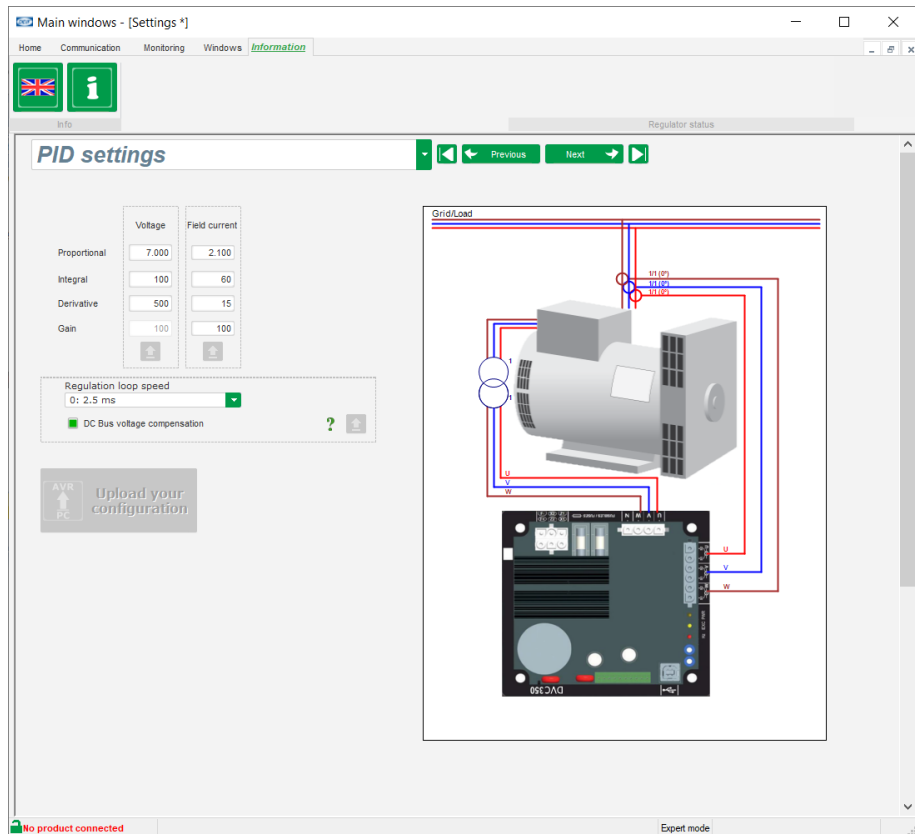 Main windows - [Settings *]
Home Communication Monitoring Windows Information
Info
Regulator status
PID settings
Previous Next
Voltage Field current
Proportional 7.000 2.100
Integral 100 60
Derivative 500 15
Gain 100 100
Regulation loop speed
0: 2.5 ms
DC Bus voltage compensation ?
AVR
PC
Upload your
configuration
Grid/Load
1/1 (0°)
1/1 (0°)
1/1 (0°)
1
1
U
V
W
N W V U
U
V
W
DVC350
No product connected
Expert mode